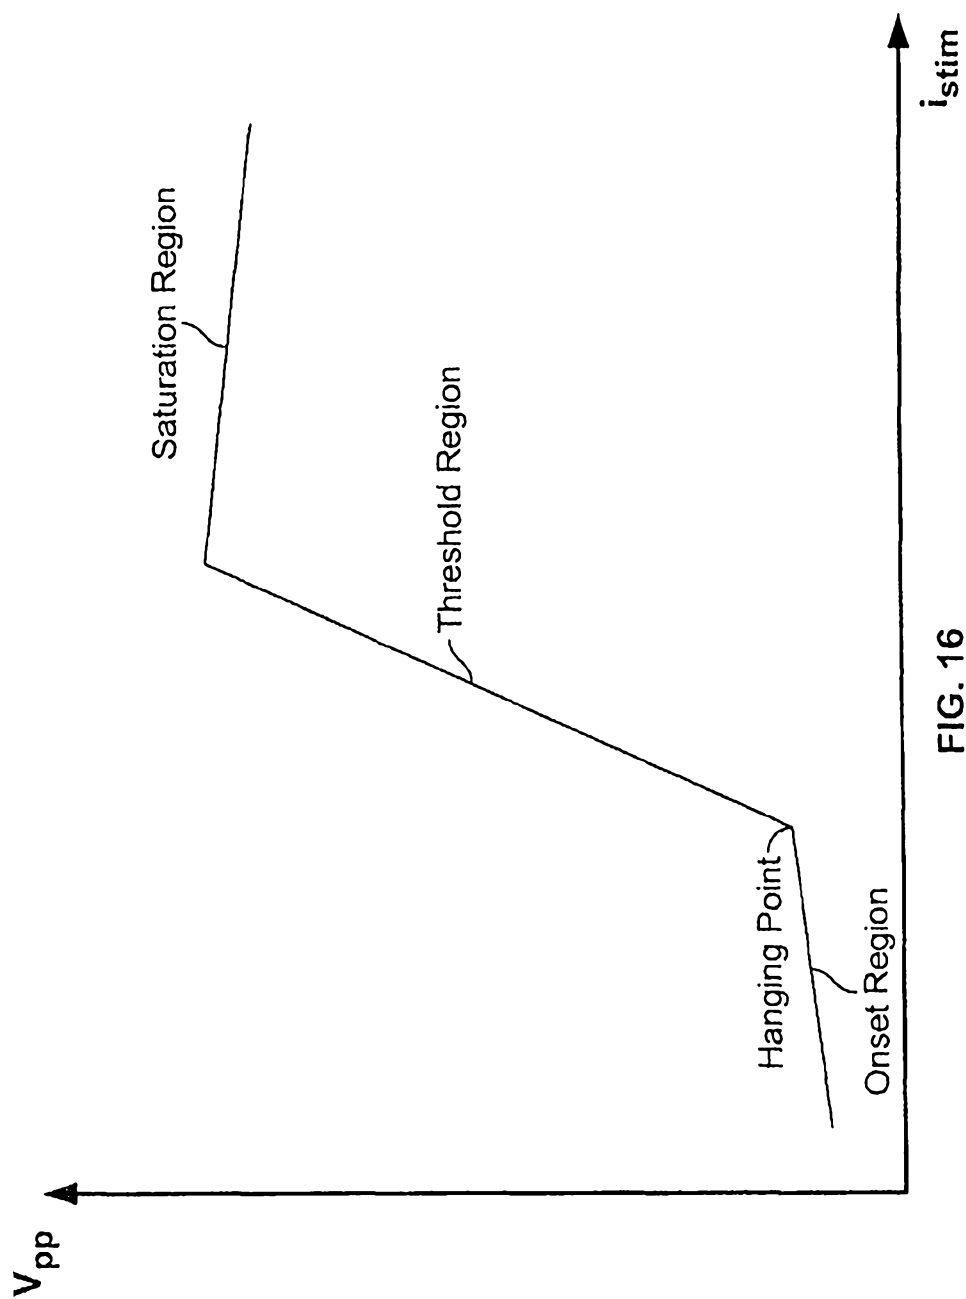 Vpp
Saturation Region
Threshold Region
Hanging Point
Onset Region
istim
FIG. 16